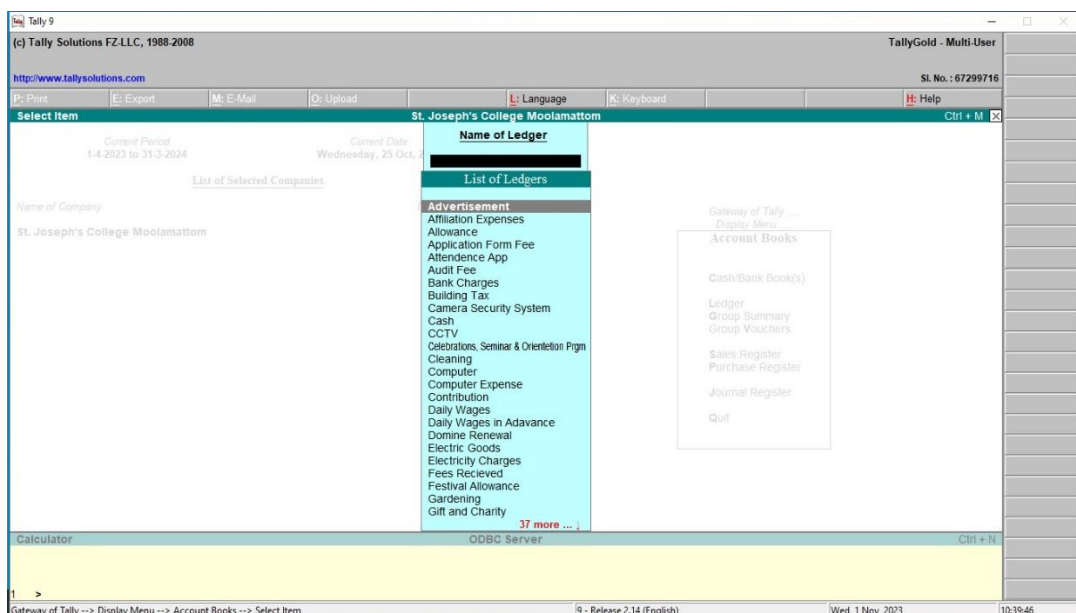 Tally 9
(c) Tally Solutions FZ-LLC, 1988-2008 TallyGold - Multi-User
http://www.tallysolutions.com Sl. No. : 67299716
P: Print E: Export M: E-Mail O: Upload L: Language K: Keyboard H: Help
Select Item St. Joseph's College Moolamattom Ctrl + M
Current Period
1-4-2023 to 31-3-2024
Current Date
Wednesday, 25 Oct, 2
List of Selected Companies
Name of Company
St. Joseph's College Moolamattom
Name of Ledger
List of Ledgers
Advertisement
Affiliation Expenses
Allowance
Application Form Fee
Attendence App
Audit Fee
Bank Charges
Building Tax
Camera Security System
Cash
CCTV
Celebrations, Seminar & Orientetion Prgm
Cleaning
Computer
Computer Expense
Contribution
Daily Wages
Daily Wages in Adavance
Domine Renewal
Electric Goods
Electricity Charges
Fees Recieved
Festival Allowance
Gardening
Gift and Charity
37 more ... ↓
Gateway of Tally ....
Display Menu ....
Account Books
Cash/Bank Book(s)
Ledger
Group Summary
Group Vouchers
Sales Register
Purchase Register
Journal Register
Quit
Calculator ODBC Server Ctrl + N
1 >
Gateway of Tally --> Display Menu --> Account Books --> Select Item 9 - Release 2.14 (English) Wed, 1 Nov, 2023 10:39:46